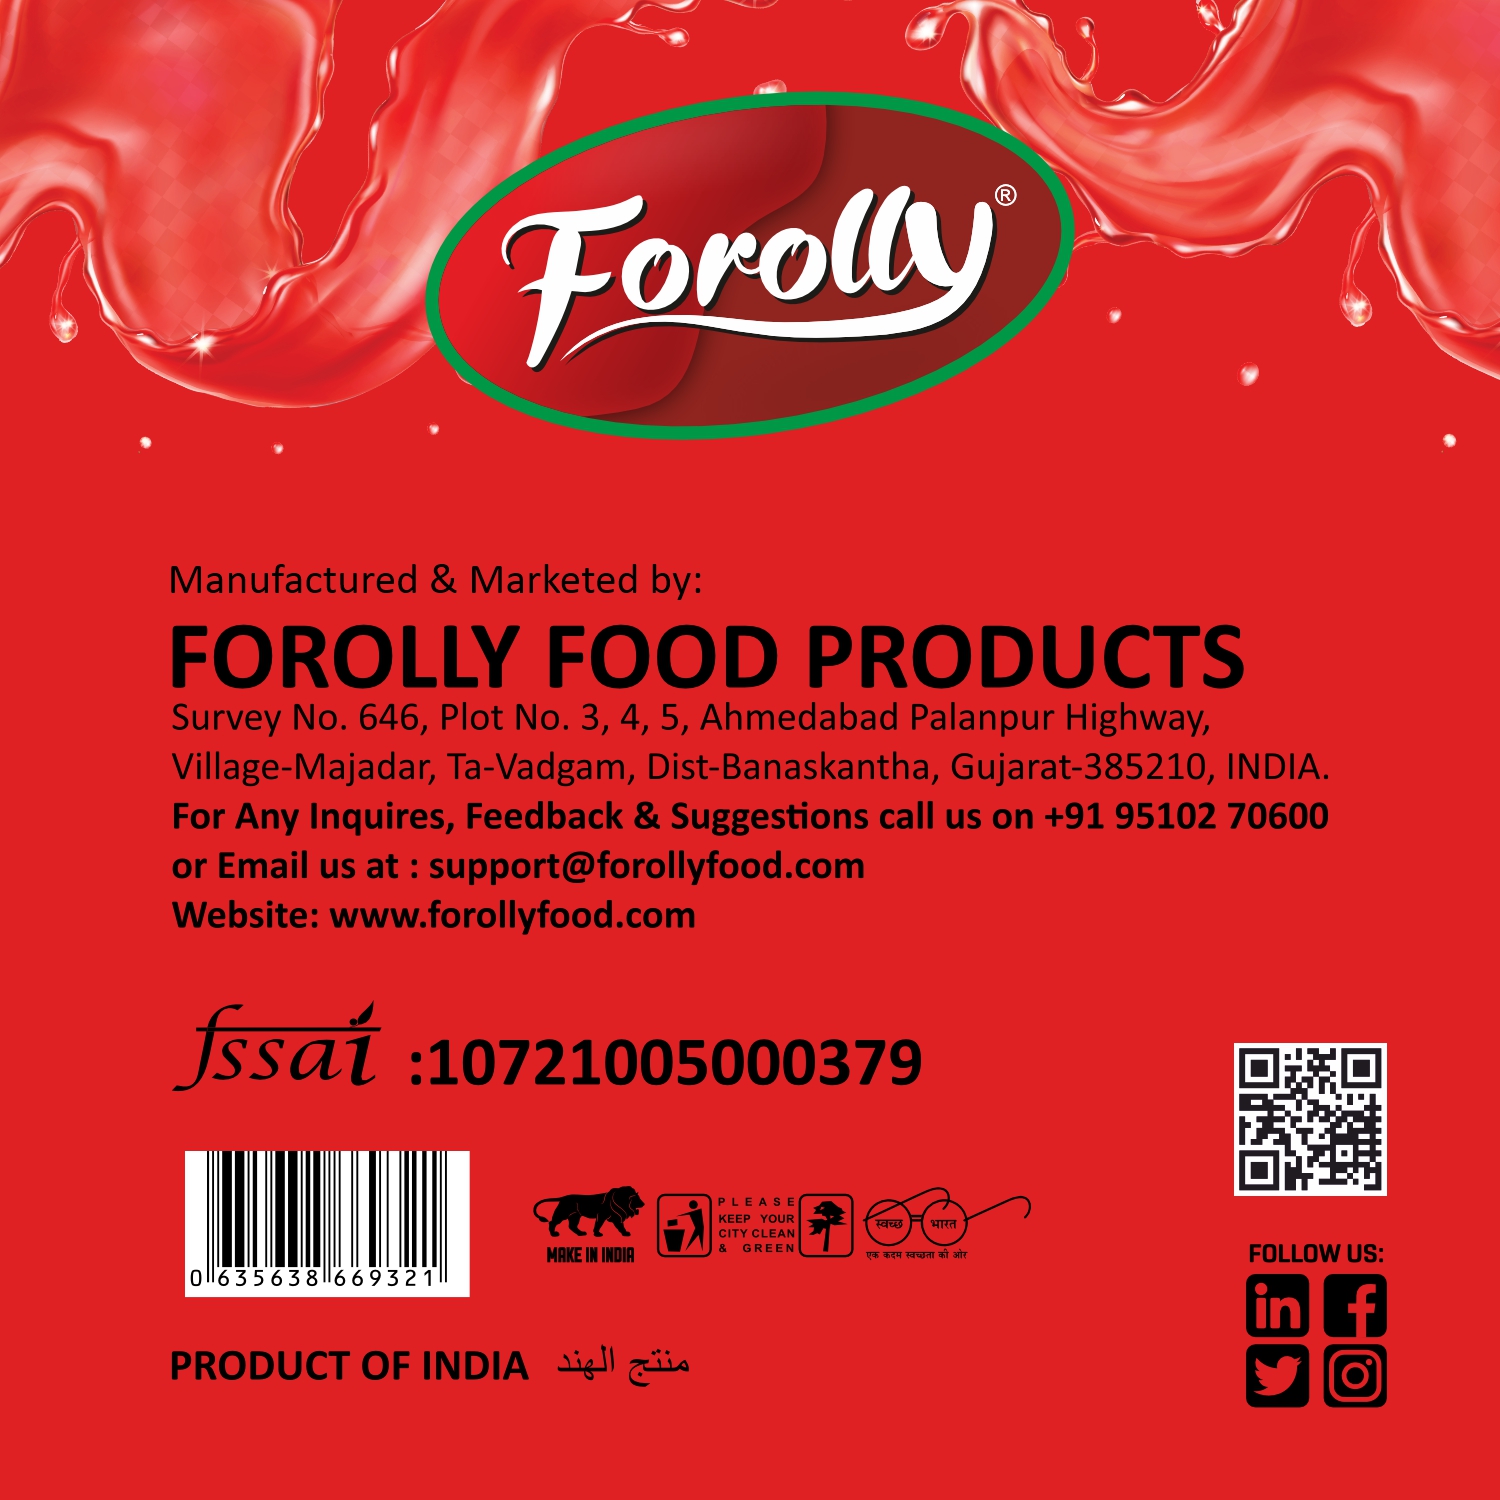 Forolly®
Manufactured & Marketed by:
FOROLLY FOOD PRODUCTS
Survey No. 646, Plot No. 3, 4, 5, Ahmedabad Palanpur Highway,
Village-Majadar, Ta-Vadgam, Dist-Banaskantha, Gujarat-385210, INDIA.
For Any Inquires, Feedback & Suggestions call us on +91 95102 70600
or Email us at : support@forollyfood.com
Website: www.forollyfood.com
fssai :10721005000379
0 635638 669321
MAKE IN INDIA
PLEASE
KEEP YOUR
CITY CLEAN
& GREEN
स्वच्छ भारत
एक कदम स्वच्छता की ओर
FOLLOW US:
in f
PRODUCT OF INDIA منتج الهند